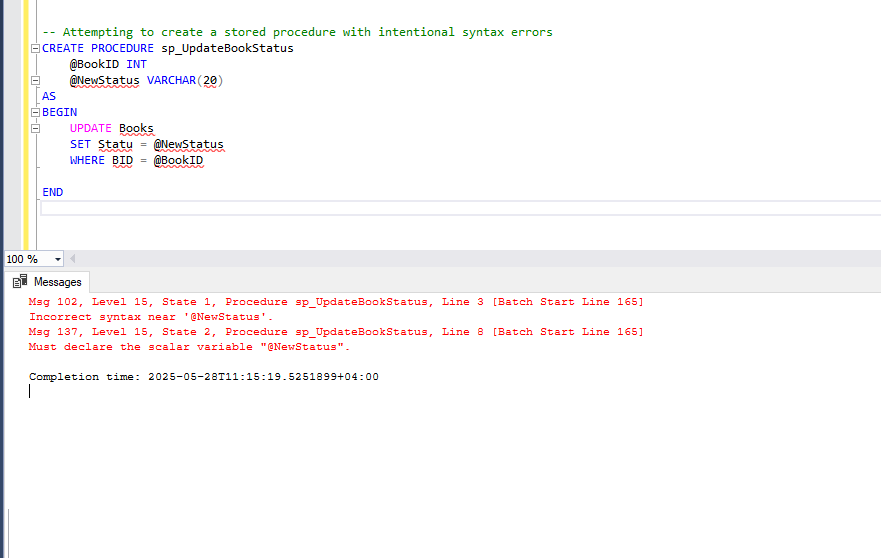 -- Attempting to create a stored procedure with intentional syntax errors
CREATE PROCEDURE sp_UpdateBookStatus
    @BookID INT
    @NewStatus VARCHAR(20)
AS
BEGIN
    UPDATE Books
    SET Statu = @NewStatus
    WHERE BID = @BookID
END
100 %
Messages
Msg 102, Level 15, State 1, Procedure sp_UpdateBookStatus, Line 3 [Batch Start Line 165]
Incorrect syntax near '@NewStatus'.
Msg 137, Level 15, State 2, Procedure sp_UpdateBookStatus, Line 8 [Batch Start Line 165]
Must declare the scalar variable "@NewStatus".
Completion time: 2025-05-28T11:15:19.5251899+04:00